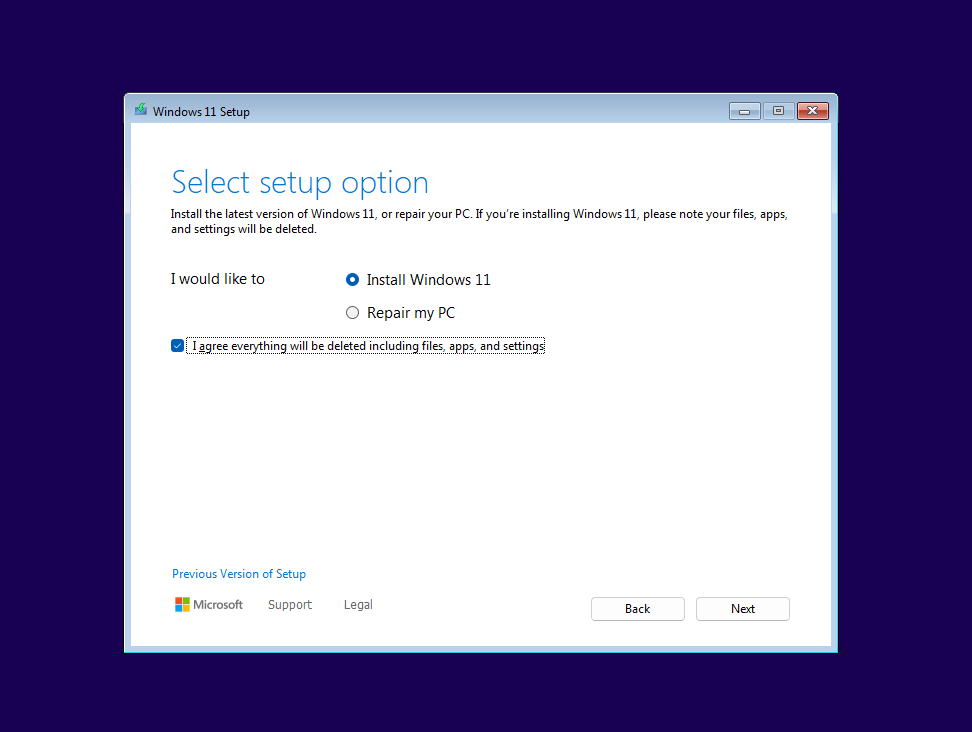 Windows 11 Setup
Select setup option
Install the latest version of Windows 11, or repair your PC. If you're installing Windows 11, please note your files, apps,
and settings will be deleted.
I would like to
Install Windows 11
Repair my PC
I agree everything will be deleted including files, apps, and settings
Previous Version of Setup
Microsoft Support Legal
Back Next